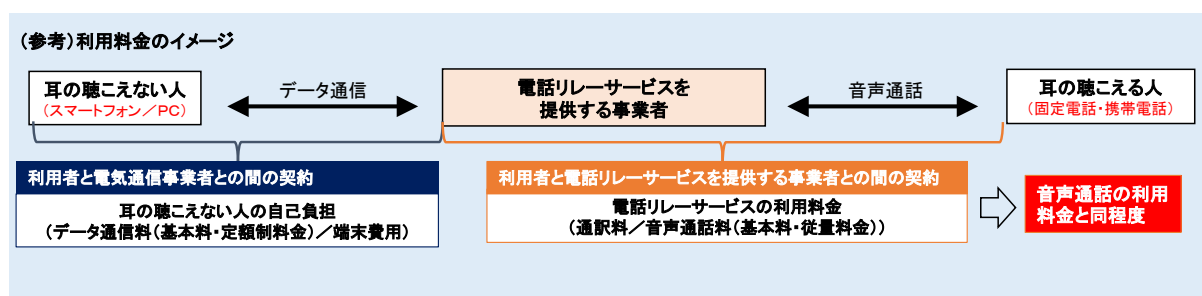 （参考）利用料金のイメージ
耳の聴こえない人
（スマートフォン／PC）
データ通信
電話リレーサービスを
提供する事業者
音声通話
耳の聴こえる人
（固定電話・携帯電話）
利用者と電気通信事業者との間の契約
耳の聴こえない人の自己負担
（データ通信料（基本料・定額制料金）／端末費用）
利用者と電話リレーサービスを提供する事業者との間の契約
電話リレーサービスの利用料金
（通訳料／音声通話料（基本料・従量料金））
音声通話の利用
料金と同程度